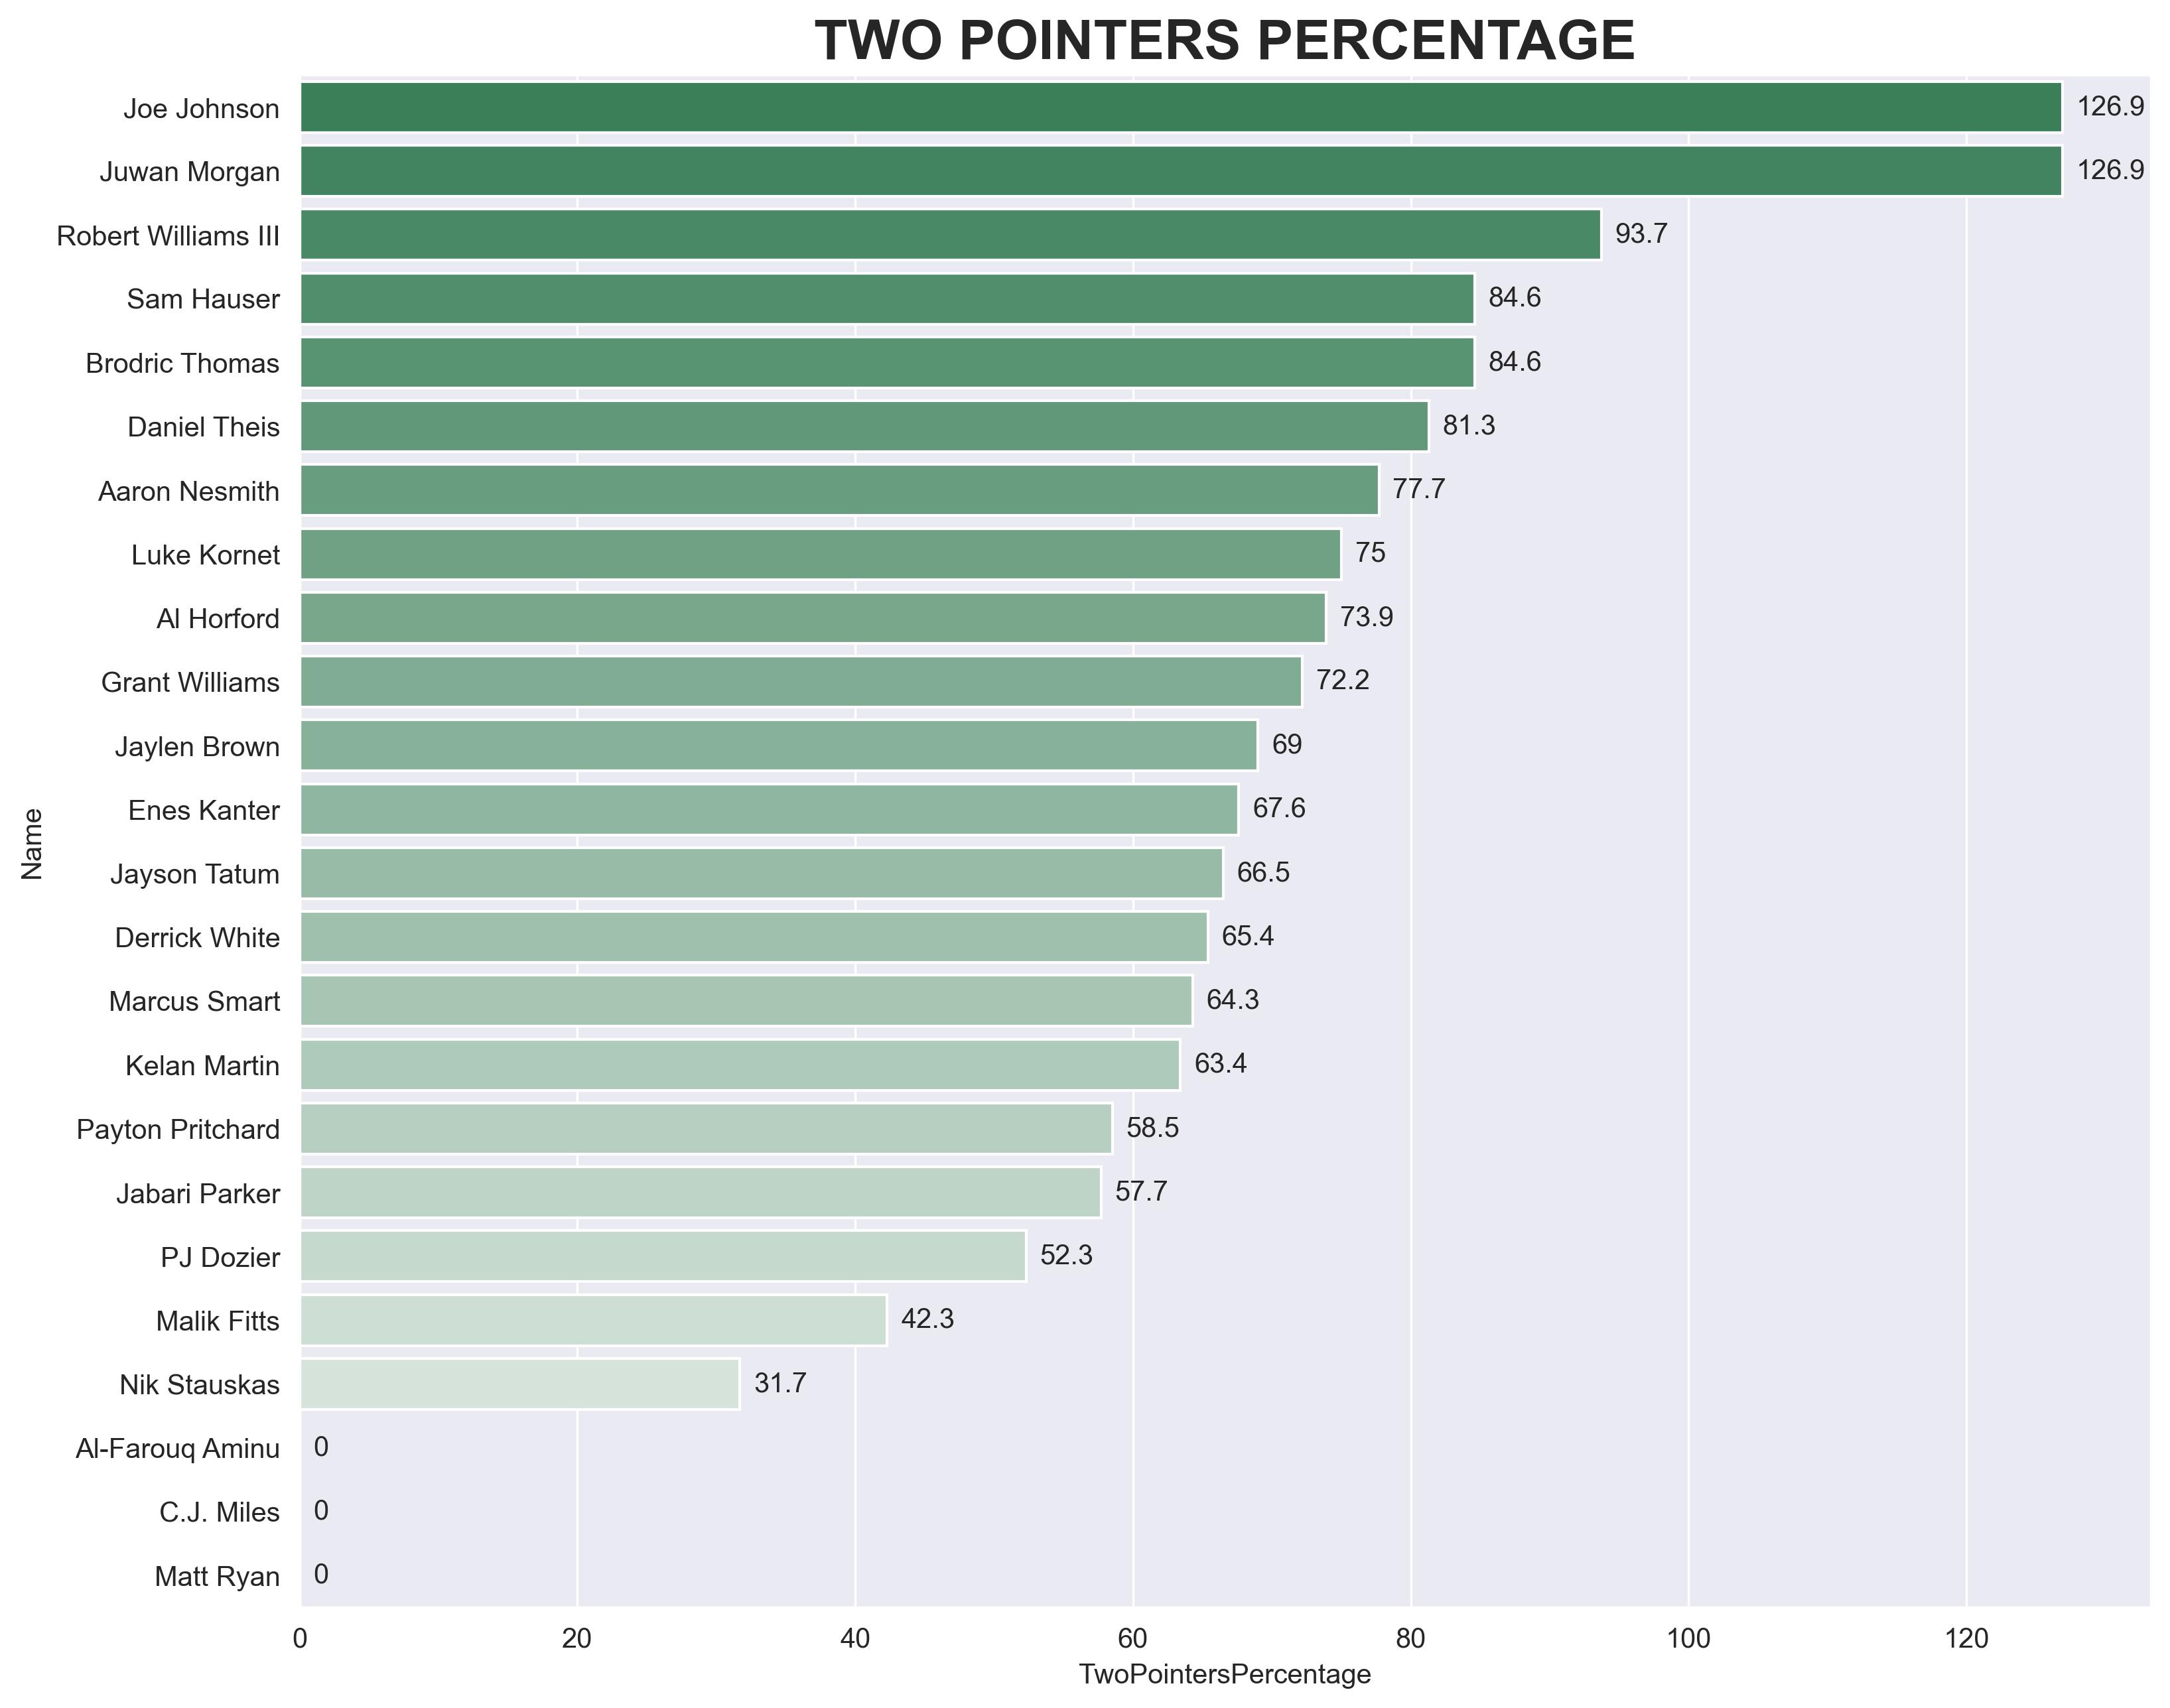 TWO POINTERS PERCENTAGE
Joe Johnson 126.9
Juwan Morgan 126.9
Robert Williams III 93.7
Sam Hauser 84.6
Brodric Thomas 84.6
Daniel Theis 81.3
Aaron Nesmith 77.7
Luke Kornet 75
Al Horford 73.9
Grant Williams 72.2
Jaylen Brown 69
Enes Kanter 67.6
Jayson Tatum 66.5
Derrick White 65.4
Marcus Smart 64.3
Kelan Martin 63.4
Payton Pritchard 58.5
Jabari Parker 57.7
PJ Dozier 52.3
Malik Fitts 42.3
Nik Stauskas 31.7
Al-Farouq Aminu 0
C.J. Miles 0
Matt Ryan 0
Name
0 20 40 60 80 100 120
TwoPointersPercentage